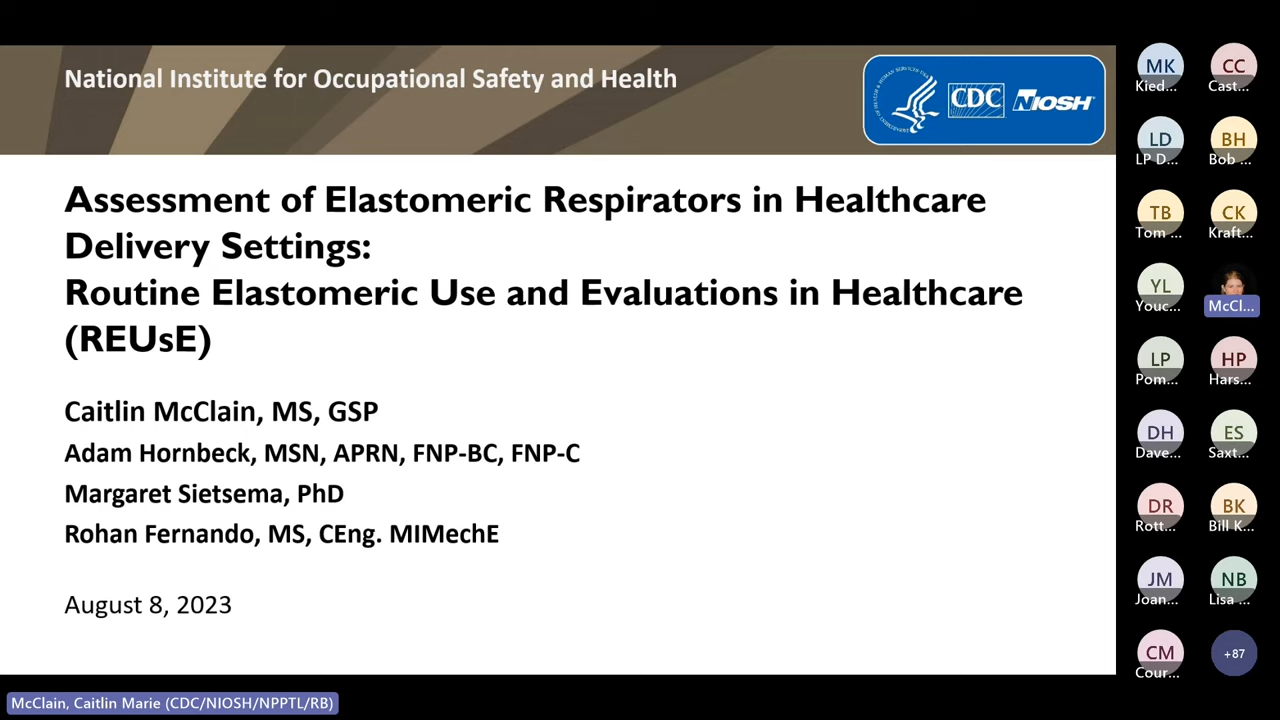 National Institute for Occupational Safety and Health
CDC
NIOSH
Assessment of Elastomeric Respirators in Healthcare
Delivery Settings:
Routine Elastomeric Use and Evaluations in Healthcare
(REUsE)
Caitlin McClain, MS, GSP
Adam Hornbeck, MSN, APRN, FNP-BC, FNP-C
Margaret Sietsema, PhD
Rohan Fernando, MS, CEng. MIMechE
August 8, 2023
MK CC
Kied... Cast...
LD BH
LP D... Bob ...
TB CK
Tom ... Kraft...
YL
Youc... McCl...
LP HP
Pom... Hars...
DH ES
Dave... Saxt...
DR BK
Rott... Bill K...
JM NB
Joan... Lisa ...
CM +87
Cour...
McClain, Caitlin Marie (CDC/NIOSH/NPPTL/RB)